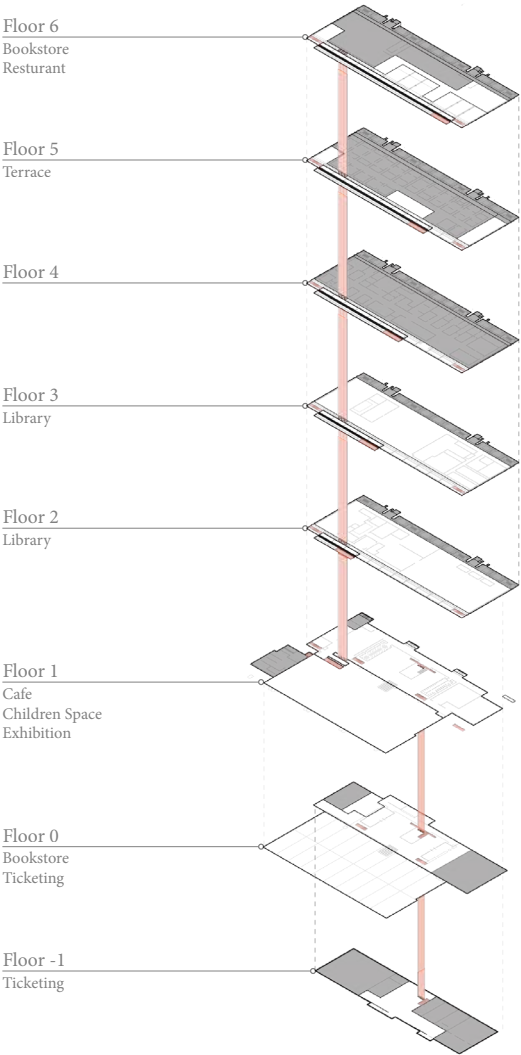 Floor 6
Bookstore
Resturant
Floor 5
Terrace
Floor 4
Floor 3
Library
Floor 2
Library
Floor 1
Cafe
Children Space
Exhibition
Floor 0
Bookstore
Ticketing
Floor -1
Ticketing